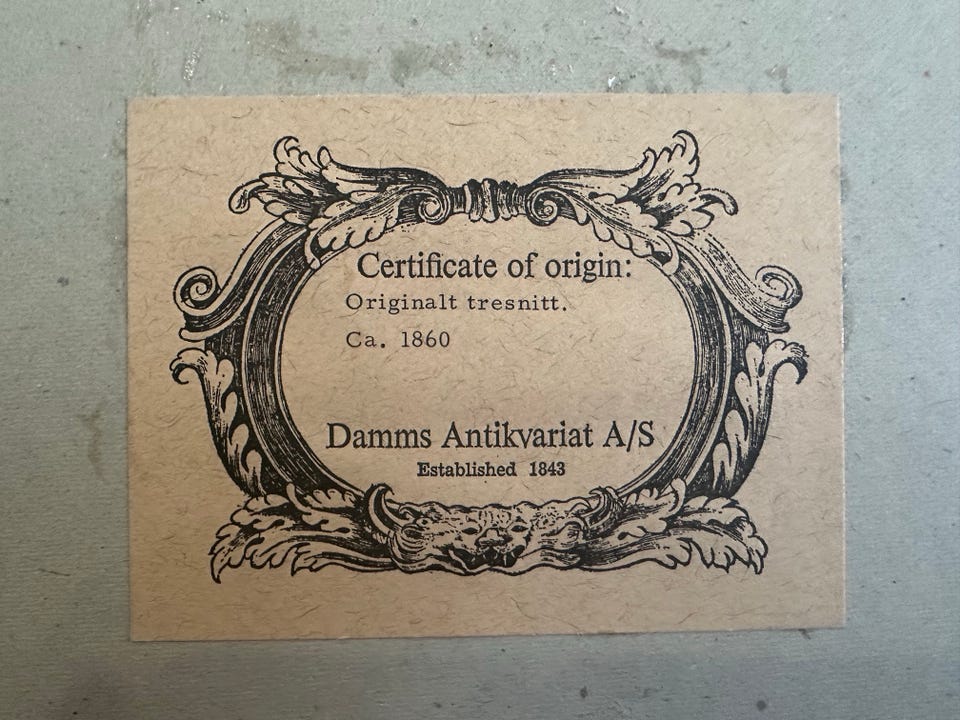 Certificate of origin:
Originalt tresnitt.
Ca. 1860
Damms Antikvariat A/S
Established 1843